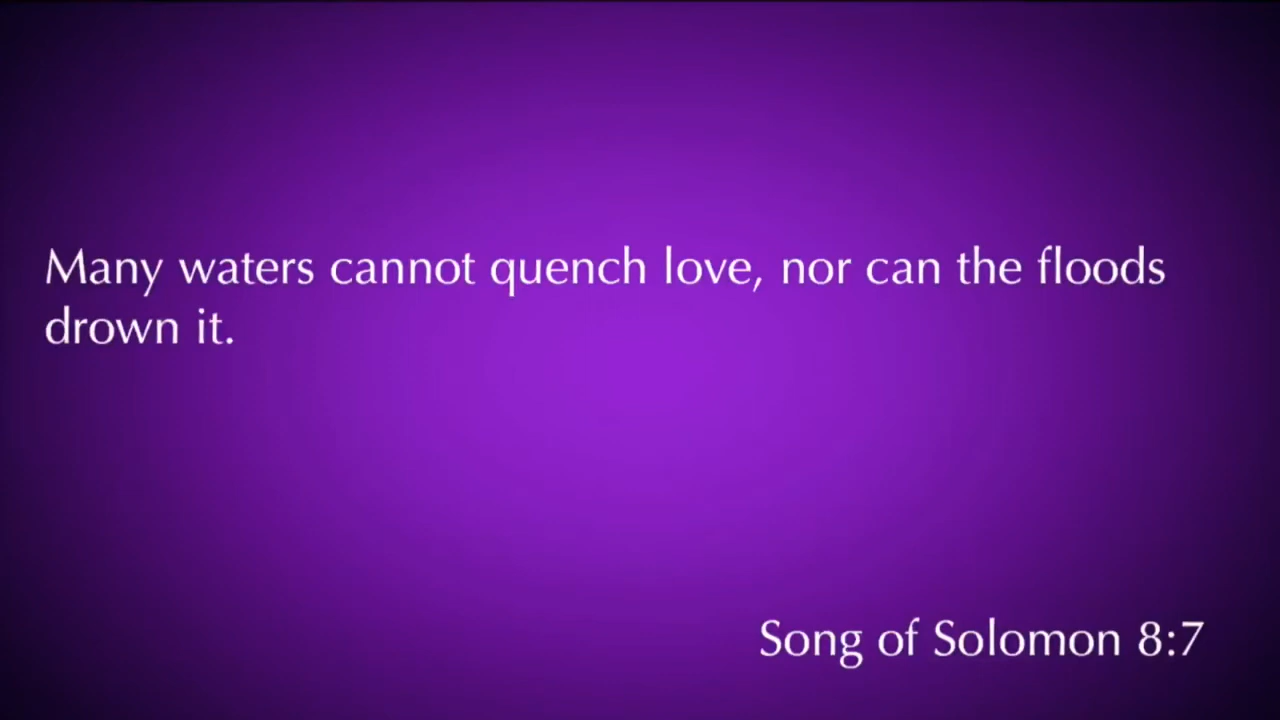 Many waters cannot quench love, nor can the floods
drown it.
Song of Solomon 8:7